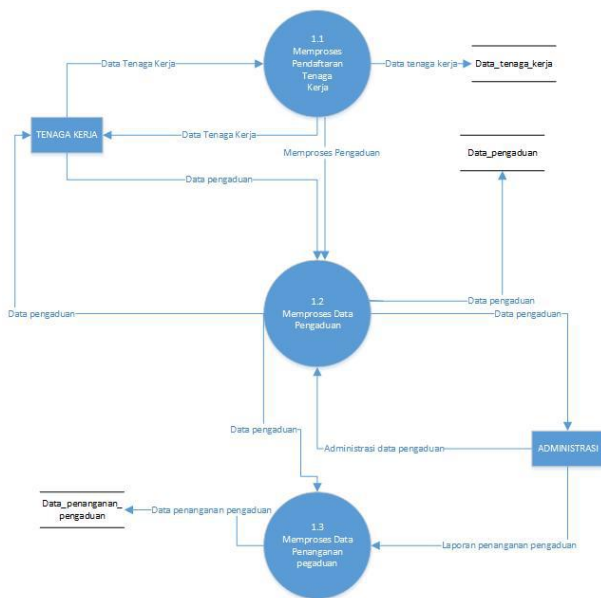 1.1
Memproses
Pendaftaran
Tenaga
Kerja
Data Tenaga Kerja
Data tenaga kerja
Data_tenaga_kerja
TENAGA KERJA
Data Tenaga Kerja
Memproses Pengaduan
Data_pengaduan
Data pengaduan
1.2
Memproses Data
Pengaduan
Data pengaduan
Data pengaduan
Data pengaduan
Data pengaduan
Administrasi data pengaduan
ADMINISTRASI
Data_penanganan_
pengaduan
Data penanganan pengaduan
1.3
Memproses Data
Penanganan
pegaduan
Laporan penanganan pengaduan